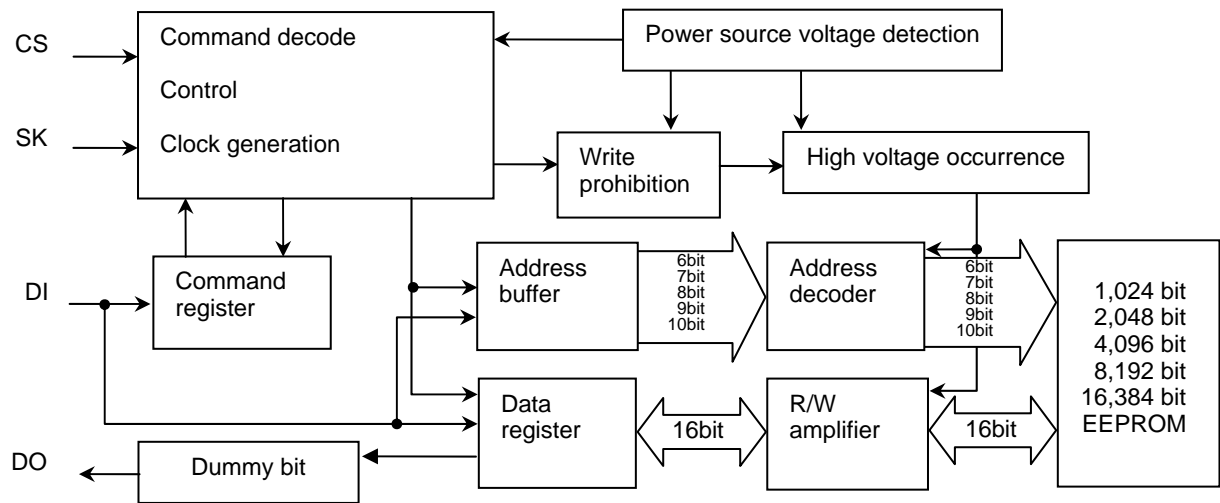 CS
SK
DI
DO
Command decode
Control
Clock generation
Power source voltage detection
Write
prohibition
High voltage occurrence
Command
register
Address
buffer
6bit
7bit
8bit
9bit
10bit
Address
decoder
6bit
7bit
8bit
9bit
10bit
1,024 bit
2,048 bit
4,096 bit
8,192 bit
16,384 bit
EEPROM
Data
register
16bit
R/W
amplifier
16bit
Dummy bit